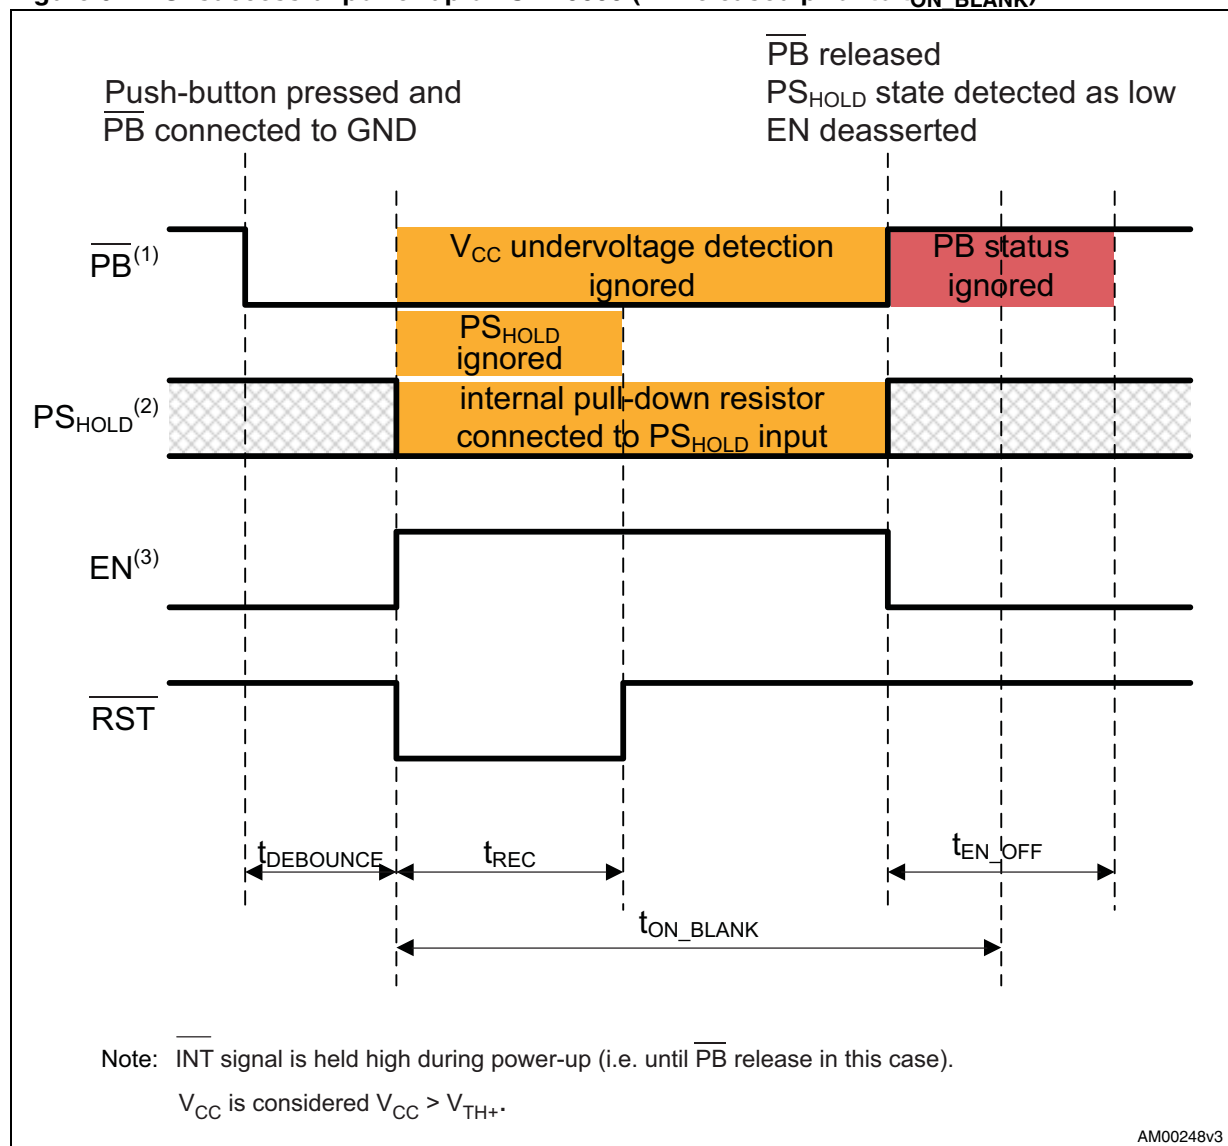 PB released
Push-button pressed and
PS_HOLD state detected as low
PB connected to GND
EN deasserted
PB(1)
V_CC undervoltage detection
ignored
PB status
ignored
PS_HOLD
ignored
PS_HOLD(2)
internal pull-down resistor
connected to PS_HOLD input
EN(3)
RST
t_DEBOUNCE
t_REC
t_EN_OFF
t_ON_BLANK
Note: INT signal is held high during power-up (i.e. until PB release in this case).
V_CC is considered V_CC > V_TH+.
AM00248v3